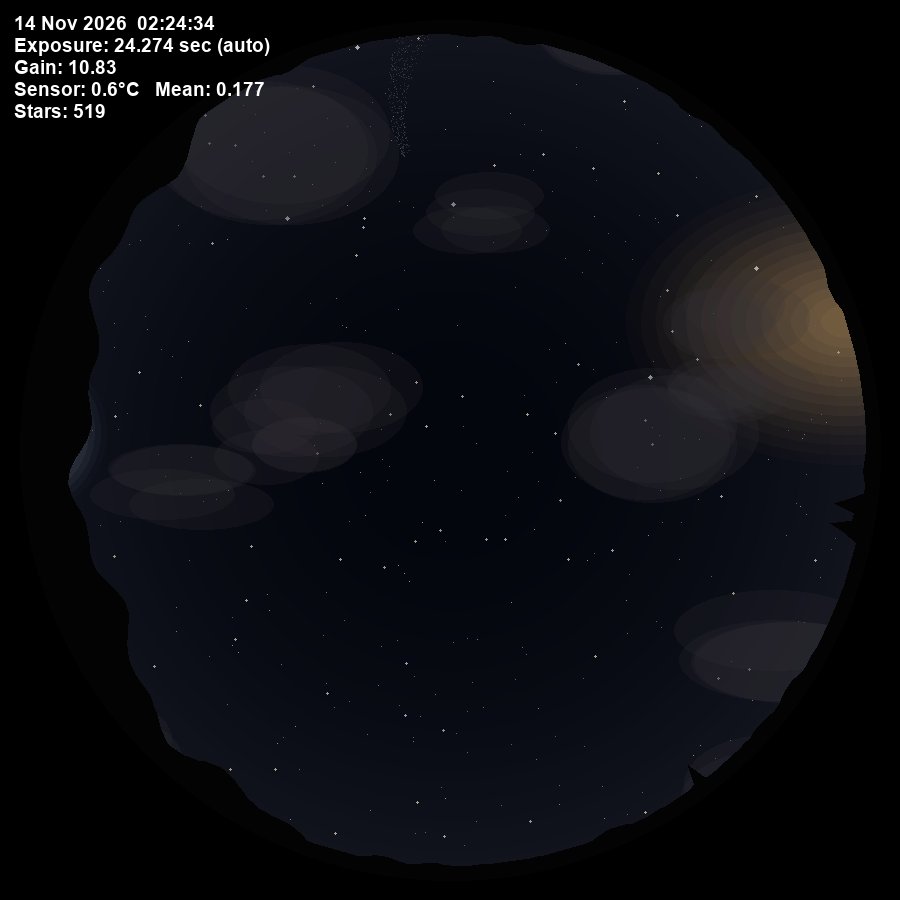 14 Nov 2026  02:24:34
Exposure: 24.274 sec (auto)
Gain: 10.83
Sensor: 0.6°C   Mean: 0.177
Stars: 519